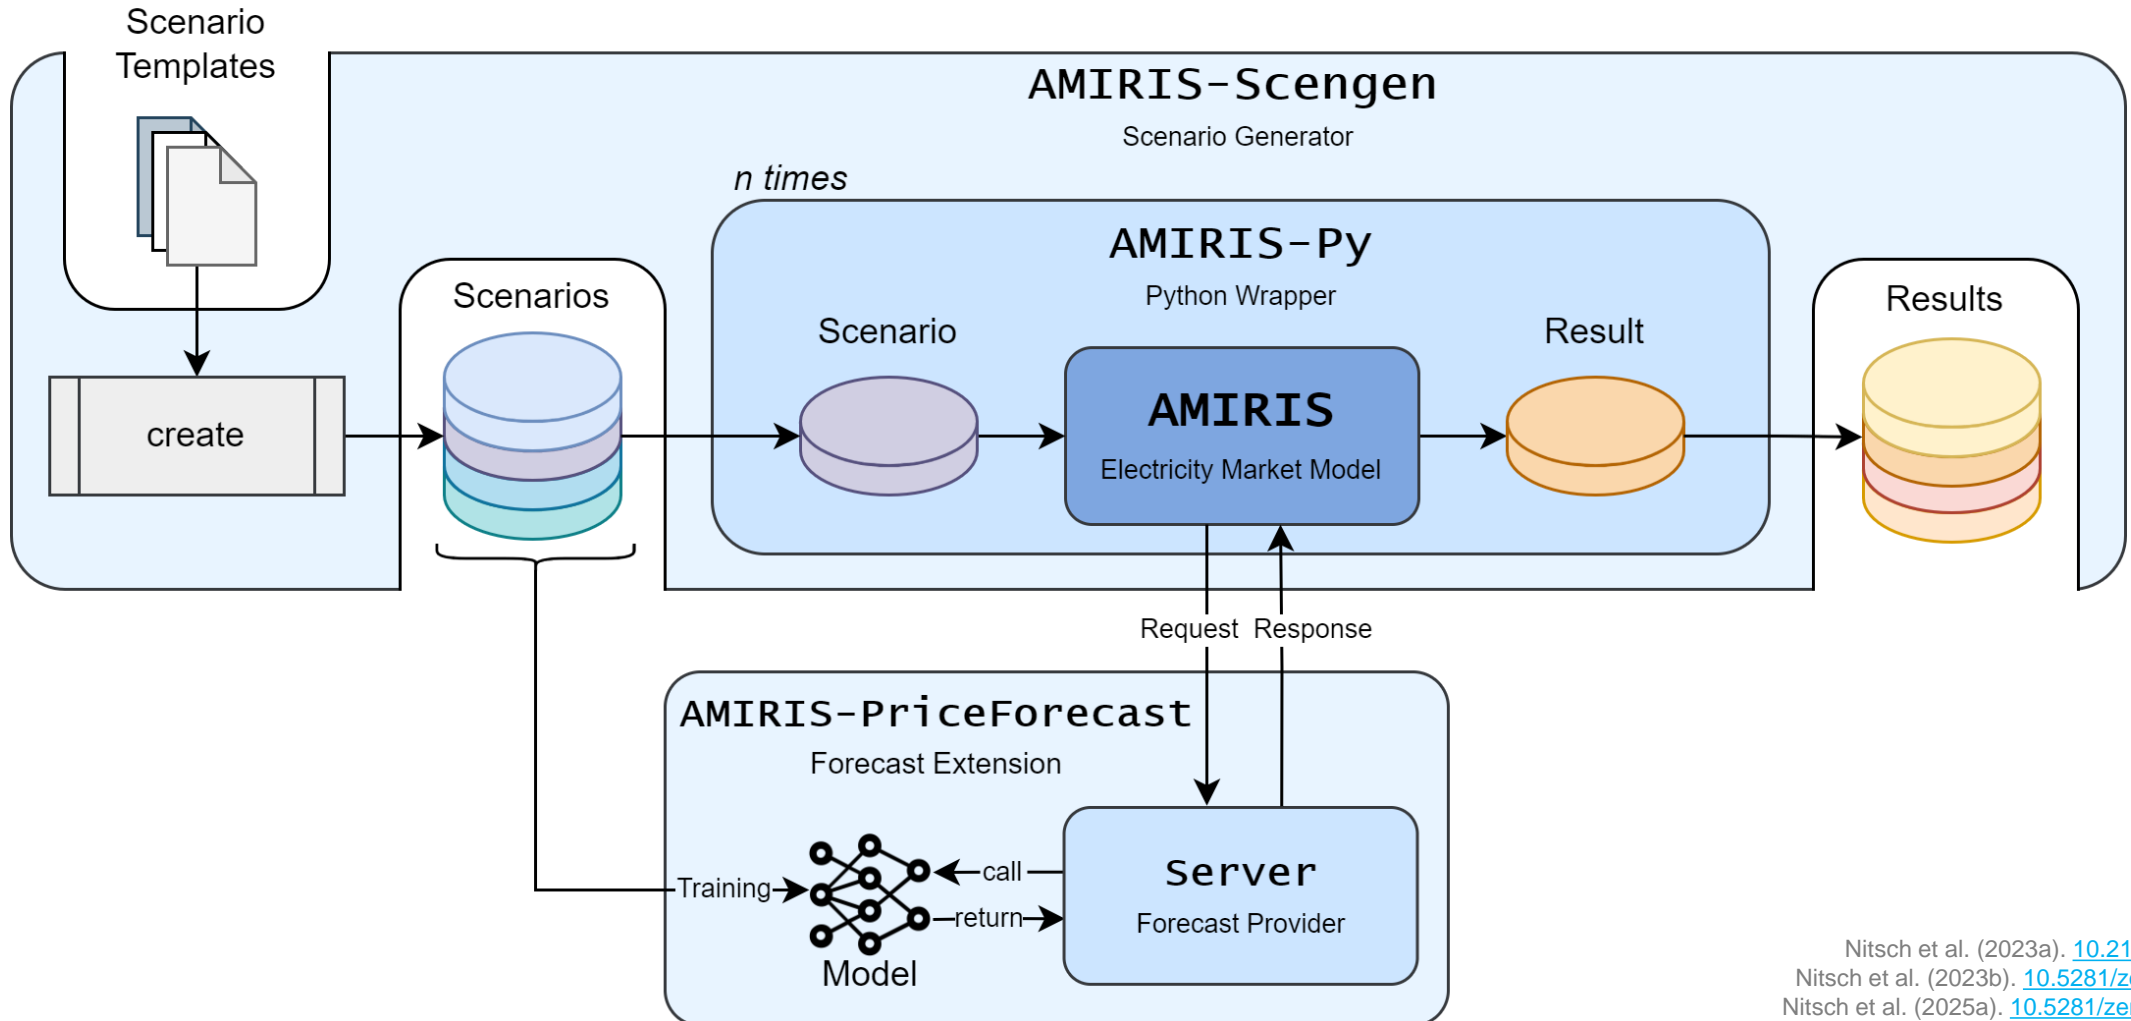 Scenario
Templates
AMIRIS-Scengen
Scenario Generator
n times
AMIRIS-Py
Python Wrapper
Scenarios
Scenario
Result
Results
create
AMIRIS
Electricity Market Model
Request Response
AMIRIS-PriceForecast
Forecast Extension
Training
call
return
Model
Server
Forecast Provider
Nitsch et al. (2023a). 10.21
Nitsch et al. (2023b). 10.5281/z
Nitsch et al. (2025a). 10.5281/ze